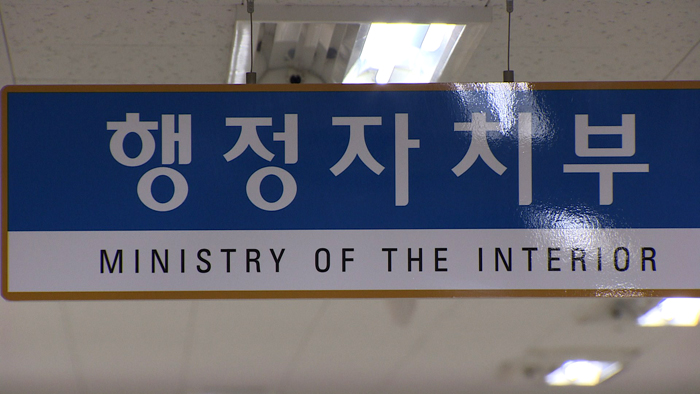 행정자치부
MINISTRY OF THE INTERIOR